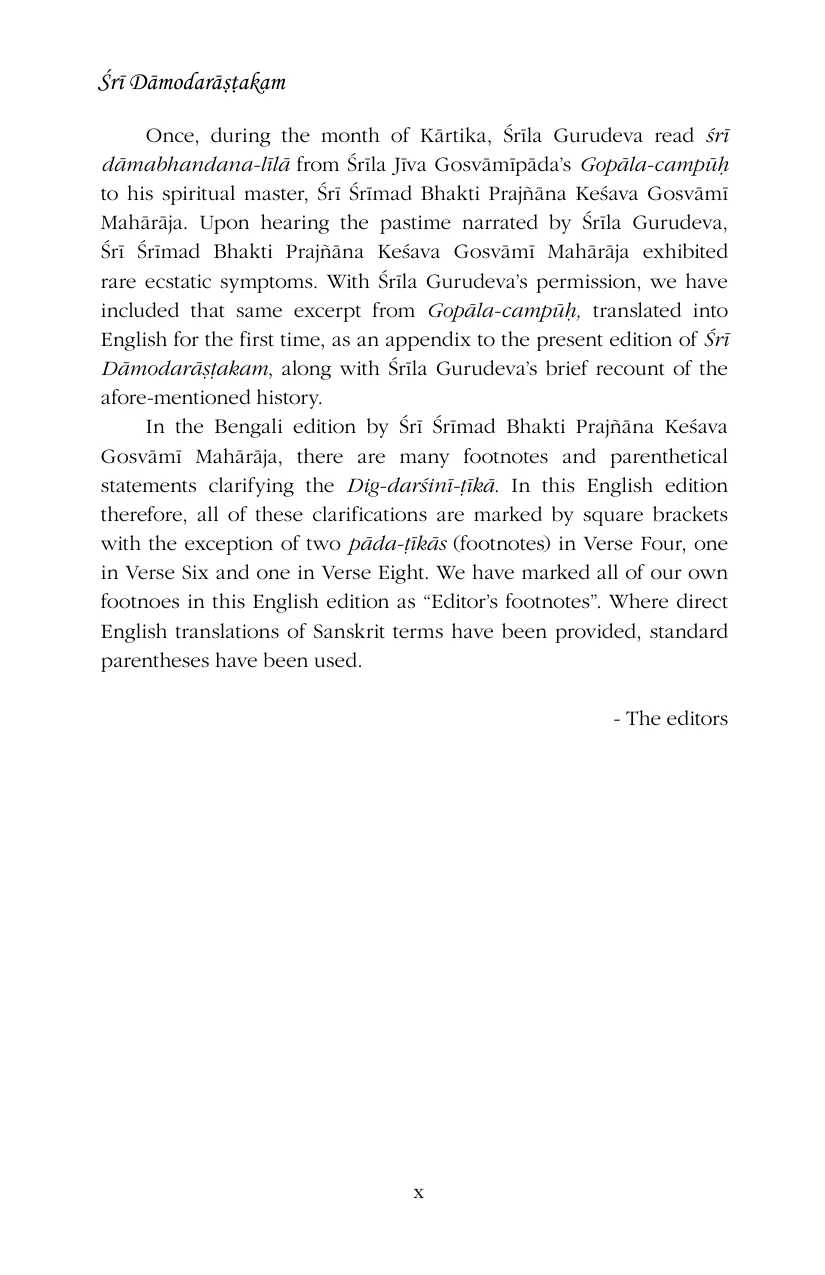 Śrī Dāmodarāṣṭakam
Once, during the month of Kārtika, Śrīla Gurudeva read śrī
dāmabhandana-līlā from Śrīla Jīva Gosvāmīpāda’s Gopāla-campūḥ
to his spiritual master, Śrī Śrīmad Bhakti Prajñāna Keśava Gosvāmī
Mahārāja. Upon hearing the pastime narrated by Śrīla Gurudeva,
Śrī Śrīmad Bhakti Prajñāna Keśava Gosvāmī Mahārāja exhibited
rare ecstatic symptoms. With Śrīla Gurudeva’s permission, we have
included that same excerpt from Gopāla-campūḥ, translated into
English for the first time, as an appendix to the present edition of Śrī
Dāmodarāṣṭakam, along with Śrīla Gurudeva’s brief recount of the
afore-mentioned history.
In the Bengali edition by Śrī Śrīmad Bhakti Prajñāna Keśava
Gosvāmī Mahārāja, there are many footnotes and parenthetical
statements clarifying the Dig-darśinī-ṭīkā. In this English edition
therefore, all of these clarifications are marked by square brackets
with the exception of two pāda-ṭīkās (footnotes) in Verse Four, one
in Verse Six and one in Verse Eight. We have marked all of our own
footnoes in this English edition as “Editor’s footnotes”. Where direct
English translations of Sanskrit terms have been provided, standard
parentheses have been used.
- The editors
x